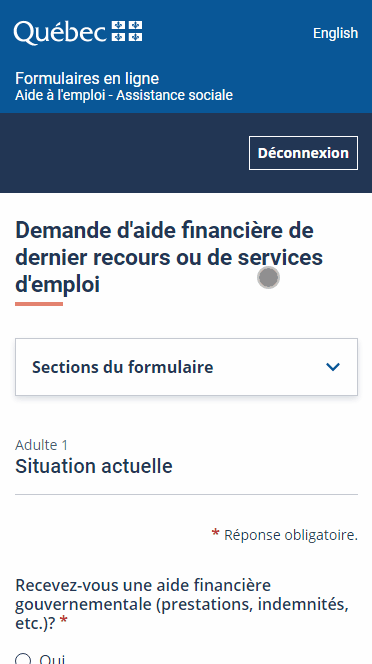 Québec
English
Formulaires en ligne
Aide à l'emploi - Assistance sociale
Déconnexion
Demande d'aide financière de
dernier recours ou de services
d'emploi
Sections du formulaire
Adulte 1
Situation actuelle
* Réponse obligatoire.
Recevez-vous une aide financière
gouvernementale (prestations, indemnités,
etc.)? *
Oui